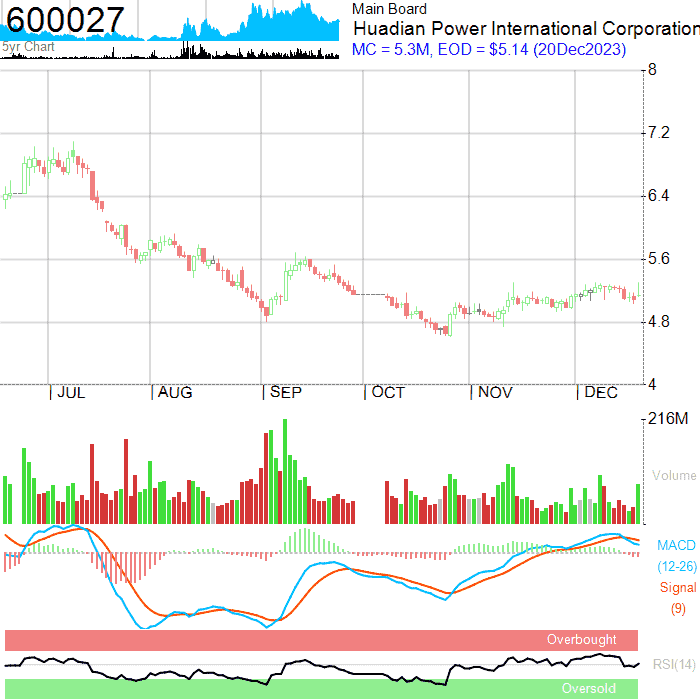 600027
5yr Chart
Main Board
Huadian Power International Corporation
MC = 5.3M, EOD = $5.14 (20Dec2023)
8
7.2
6.4
5.6
4.8
4
JUL AUG SEP OCT NOV DEC
216M
Volume
MACD
(12-26)
Signal
(9)
Overbought
RSI(14)
Oversold